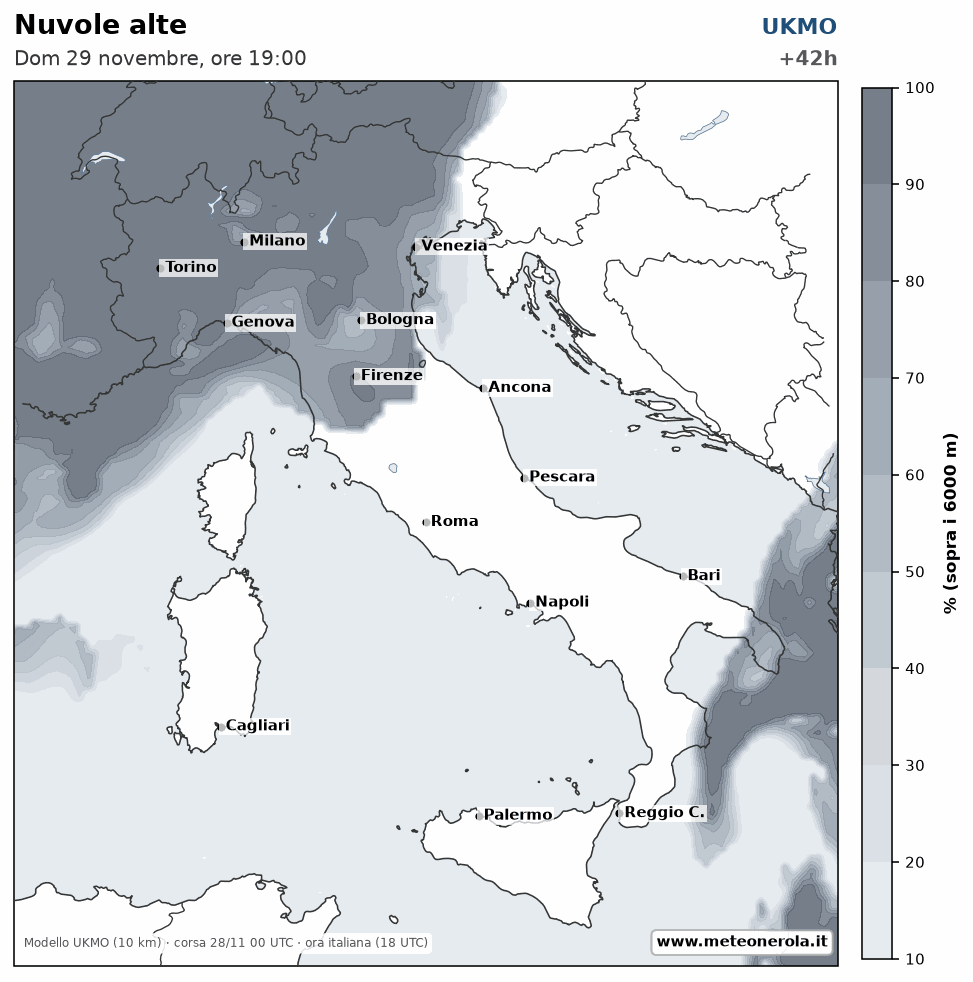 Nuvole alte
UKMO
Dom 29 novembre, ore 19:00
+42h
Milano
Venezia
Torino
Genova
Bologna
Firenze
Ancona
Pescara
Roma
Bari
Napoli
Cagliari
Palermo
Reggio C.
Modello UKMO (10 km) · corsa 28/11 00 UTC · ora italiana (18 UTC)
www.meteonerola.it
100
90
80
70
60
50
40
30
20
10
% (sopra i 6000 m)